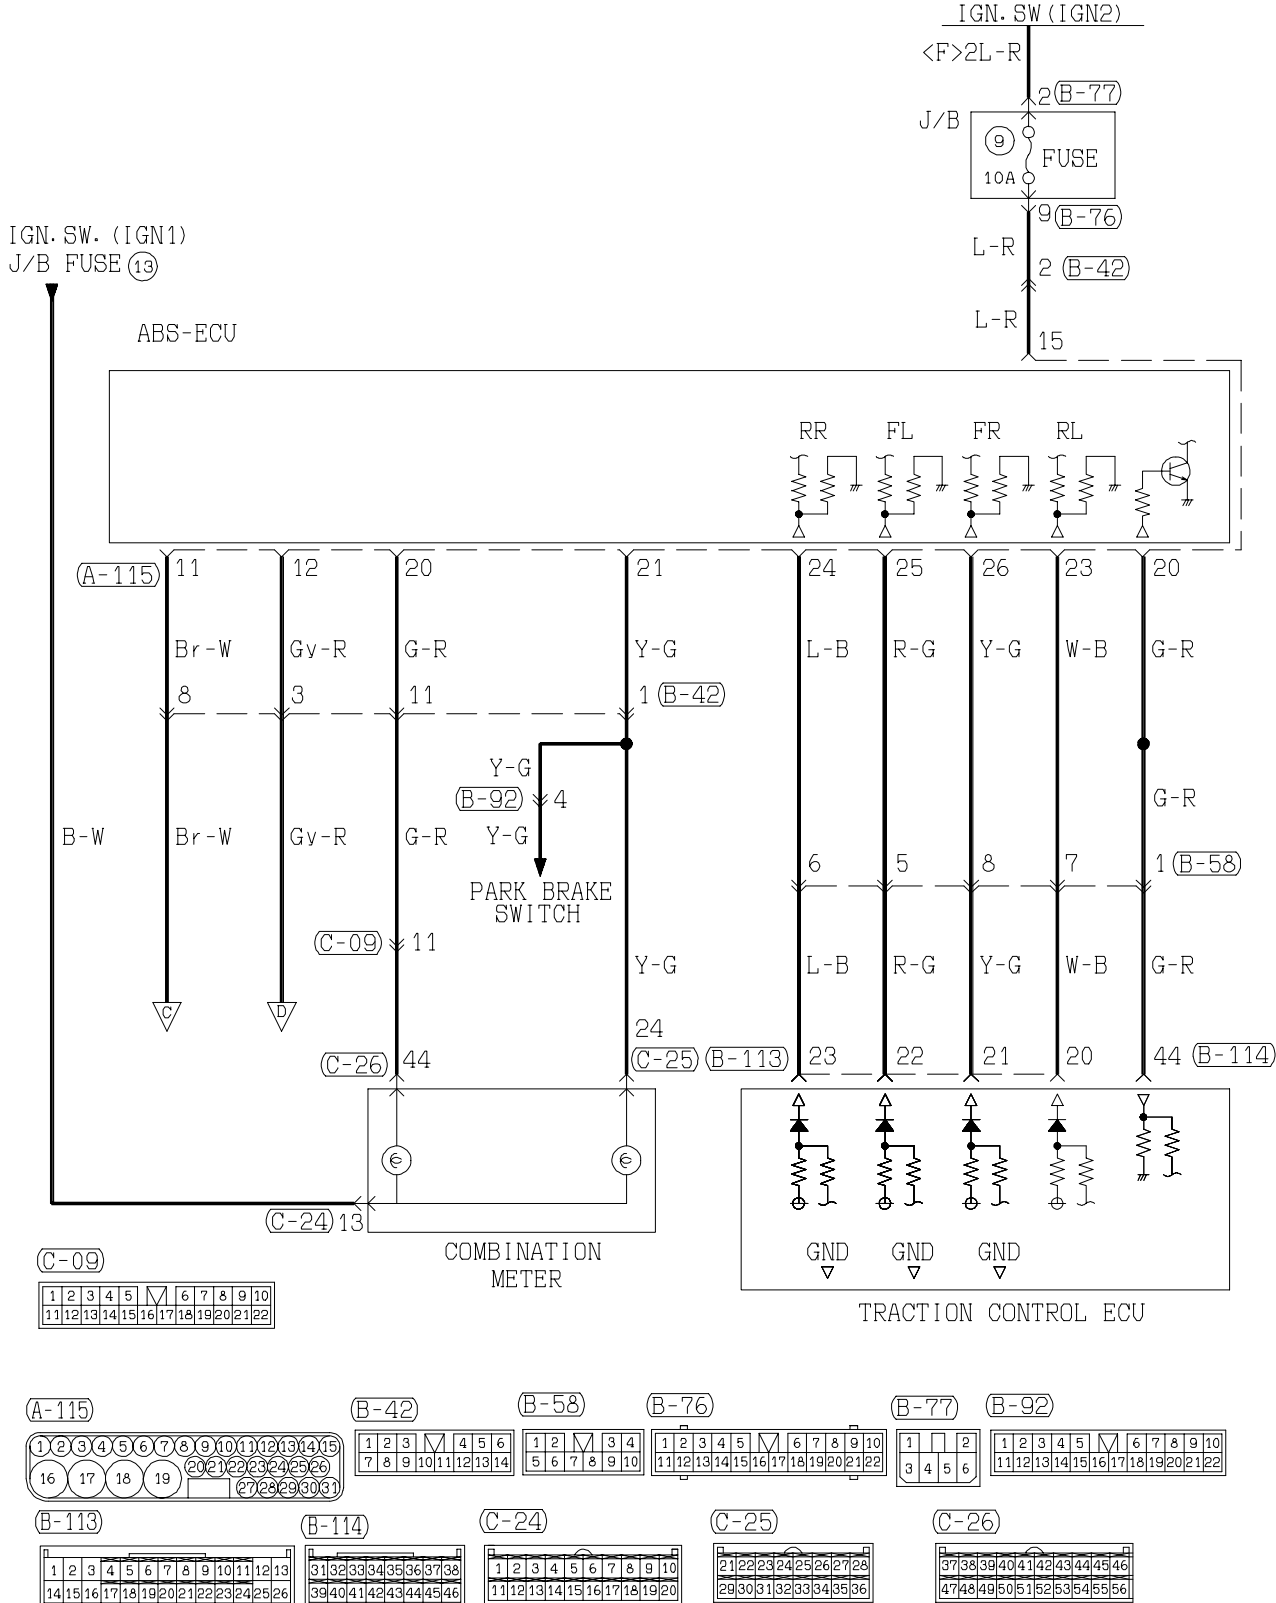 IGN.SW(IGN2)
<F>2L-R
2 B-77
J/B
9
FUSE
10A
9 B-76
L-R
2 B-42
L-R
15
IGN.SW.(IGN1)
J/B FUSE 13
ABS-ECU
RR FL FR RL
A-115 11 12 20 21 24 25 26 23 20
Br-W Gy-R G-R Y-G L-B R-G Y-G W-B G-R
8 3 11 1 B-42
Y-G
B-92 4
Y-G
PARK BRAKE
SWITCH
G-R
B-W Br-W Gy-R G-R
6 5 8 7 1 B-58
C-09 11
Y-G L-B R-G Y-G W-B G-R
C D
24
C-26 44 C-25 B-113 23 22 21 20 44 B-114
C-24 13
COMBINATION
METER
GND GND GND
TRACTION CONTROL ECU
C-09
1 2 3 4 5 6 7 8 9 10
11 12 13 14 15 16 17 18 19 20 21 22
A-115
1 2 3 4 5 6 7 8 9 10 11 12 13 14 15
16 17 18 19 20 21 22 23 24 25 26
27 28 29 30 31
B-42
1 2 3 4 5 6
7 8 9 10 11 12 13 14
B-58
1 2 3 4
5 6 7 8 9 10
B-76
1 2 3 4 5 6 7 8 9 10
11 12 13 14 15 16 17 18 19 20 21 22
B-77
1 2
3 4 5 6
B-92
1 2 3 4 5 6 7 8 9 10
11 12 13 14 15 16 17 18 19 20 21 22
B-113
1 2 3 4 5 6 7 8 9 10 11 12 13
14 15 16 17 18 19 20 21 22 23 24 25 26
B-114
31 32 33 34 35 36 37 38
39 40 41 42 43 44 45 46
C-24
1 2 3 4 5 6 7 8 9 10
11 12 13 14 15 16 17 18 19 20
C-25
21 22 23 24 25 26 27 28
29 30 31 32 33 34 35 36
C-26
37 38 39 40 41 42 43 44 45 46
47 48 49 50 51 52 53 54 55 56